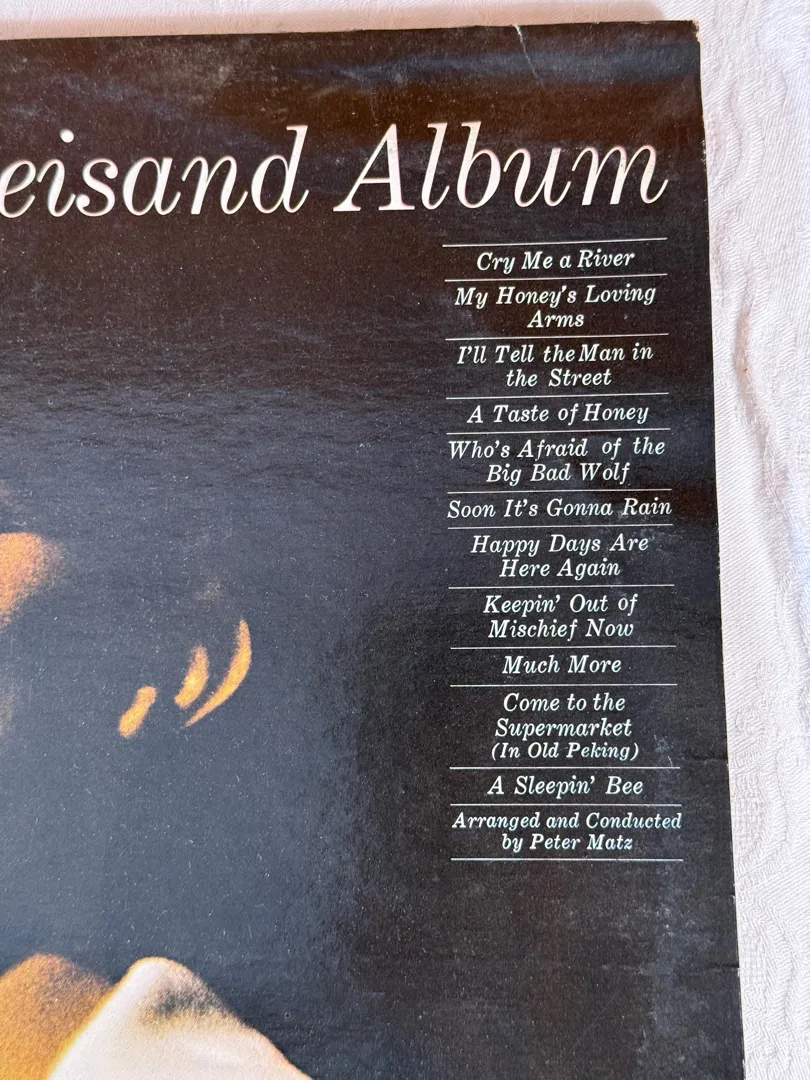 eisand Album
Cry Me a River
My Honey's Loving
Arms
I'll Tell the Man in
the Street
A Taste of Honey
Who's Afraid of the
Big Bad Wolf
Soon It's Gonna Rain
Happy Days Are
Here Again
Keepin' Out of
Mischief Now
Much More
Come to the
Supermarket
(In Old Peking)
A Sleepin' Bee
Arranged and Conducted
by Peter Matz